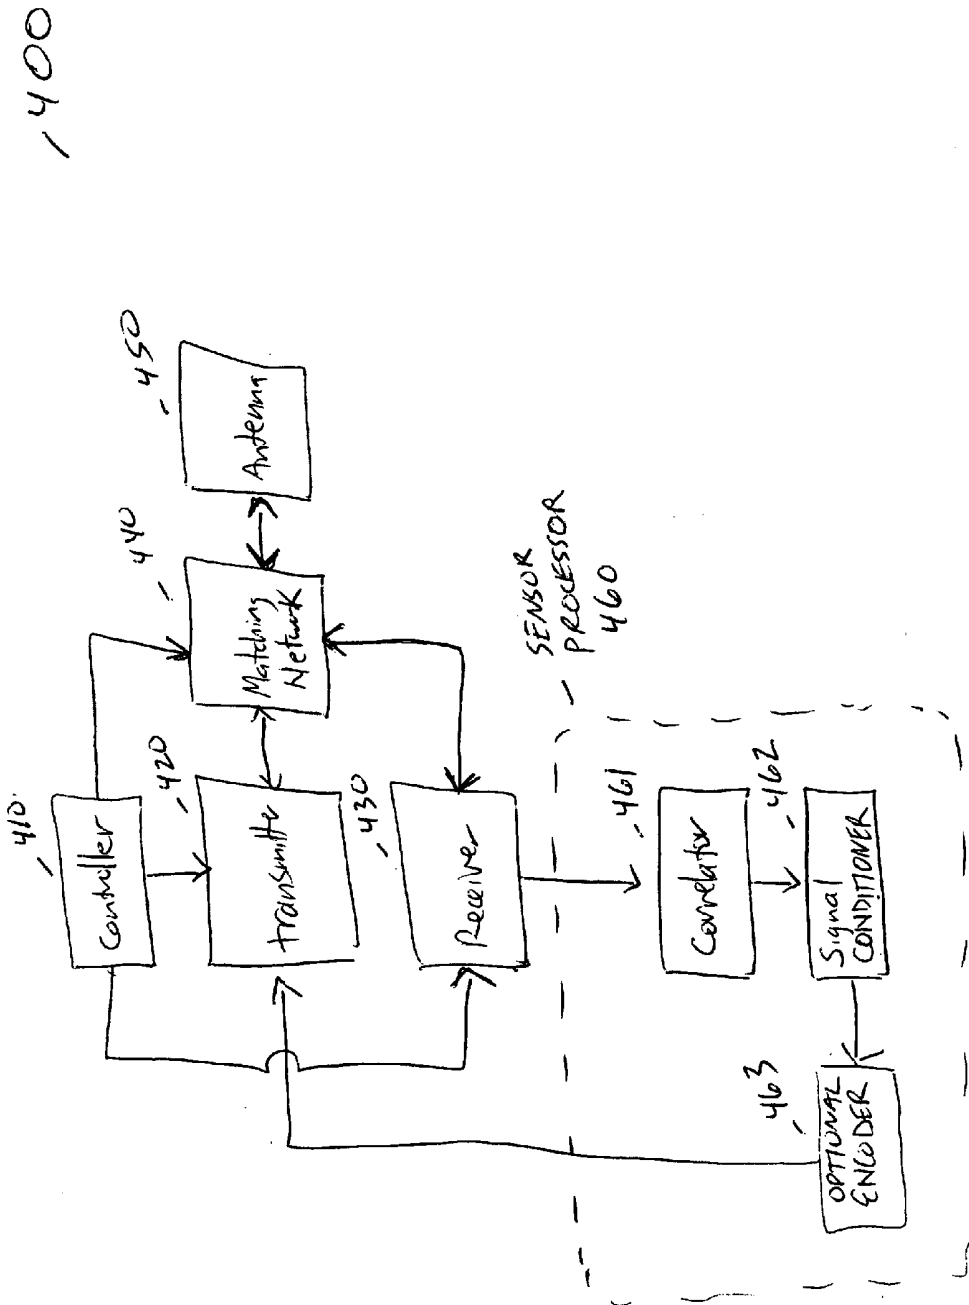 400
410
Controller
420
transmitter
430
Receiver
440
Matching
Network
450
Antenna
SENSOR
PROCESSOR
460
461
Correlator
462
Signal
CONDITIONER
463
OPTIONAL
ENCODER